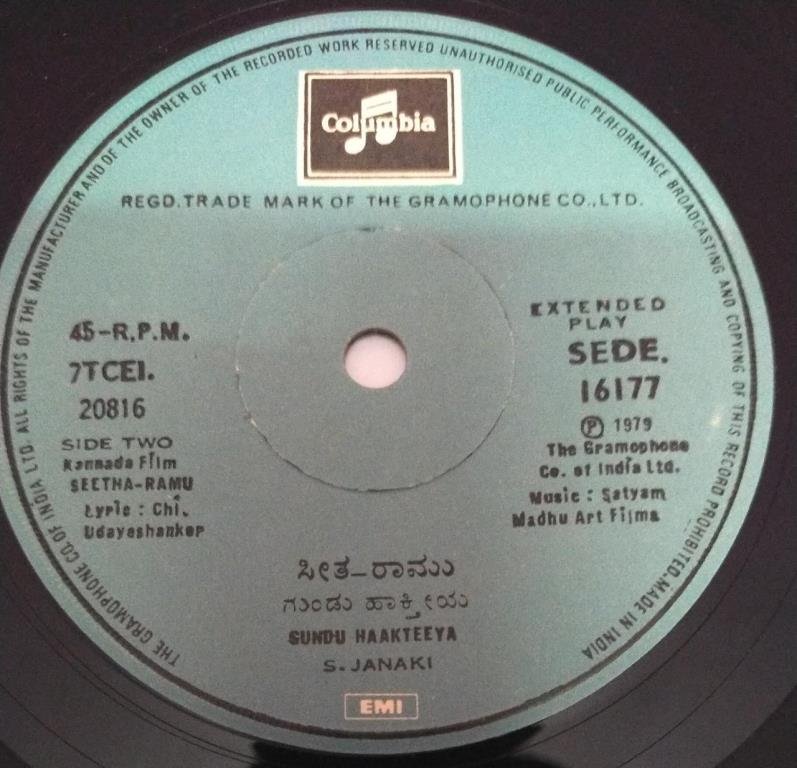 THE GRAMOPHONE CO. OF INDIA LTD. ALL RIGHTS OF THE MANUFACTURER AND OF THE OWNER OF THE RECORDED WORK RESERVED UNAUTHORISED PUBLIC PERFORMANCE BROADCASTING AND COPYING OF THIS RECORD PROHIBITED. MADE IN INDIA
Columbia
REGD. TRADE MARK OF THE GRAMOPHONE CO., LTD.
45-R.P.M.
7TCEI.
20816
SIDE TWO
Kannada Film
SEETHA-RAMU
Lyric : Chi.
Udayashanker
EXTENDED
PLAY
SEDE.
16177
Ⓟ 1979
The Gramophone
Co. of India Ltd.
Music : Satyam
Madhu Art Films
ಸೀತ-ರಾಮು
ಗುಂಡು ಹಾಕ್ತೀಯ
GUNDU HAAKTEEYA
S. JANAKI
EMI